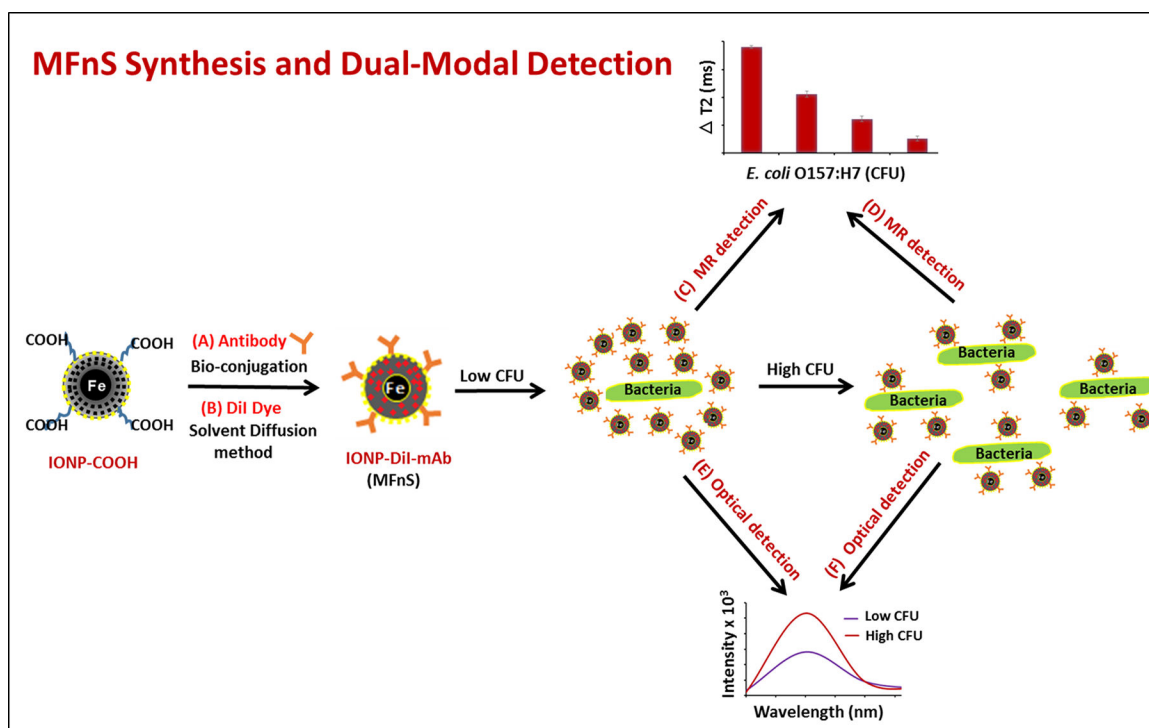 MFnS Synthesis and Dual-Modal Detection
△ T2 (ms)
E. coli O157:H7 (CFU)
(C) MR detection
(D) MR detection
COOH
COOH
COOH
COOH
Fe
IONP-COOH
(A) Antibody
Bio-conjugation
(B) DiI Dye
Solvent Diffusion
method
Fe
IONP-DiI-mAb
(MFnS)
Low CFU
Bacteria
High CFU
Bacteria
Bacteria
Bacteria
Bacteria
(E) Optical detection
(F) Optical detection
Intensity x 10³
Low CFU
High CFU
Wavelength (nm)